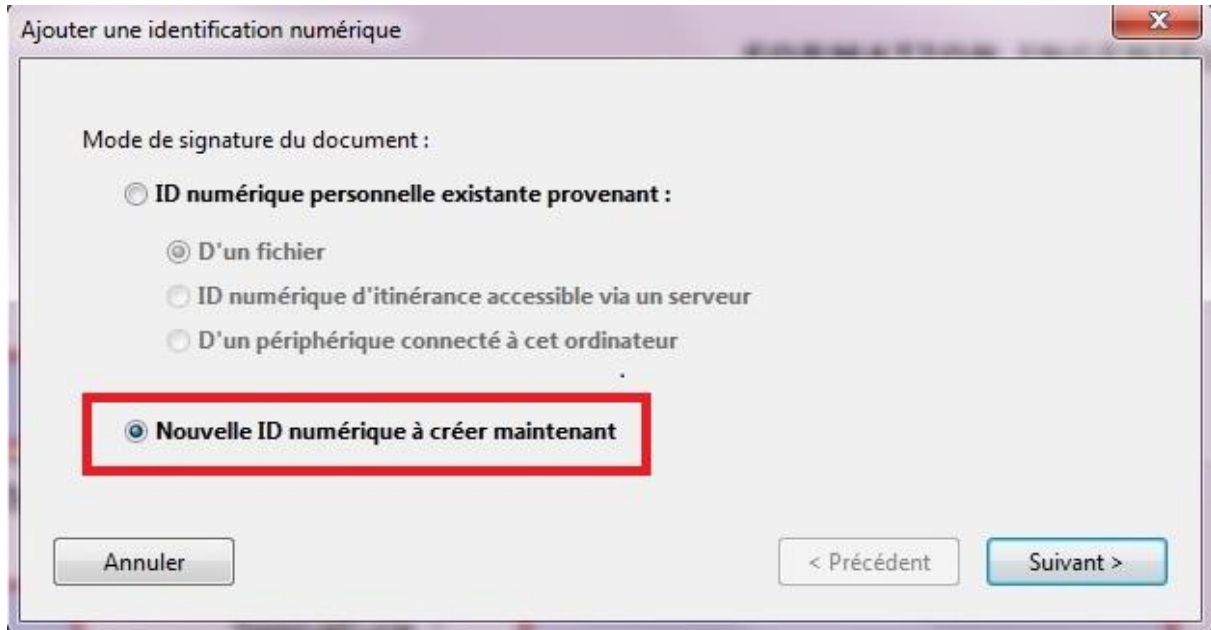 Ajouter une identification numérique
Mode de signature du document :
ID numérique personnelle existante provenant :
D'un fichier
ID numérique d'itinérance accessible via un serveur
D'un périphérique connecté à cet ordinateur
Nouvelle ID numérique à créer maintenant
Annuler
< Précédent
Suivant >